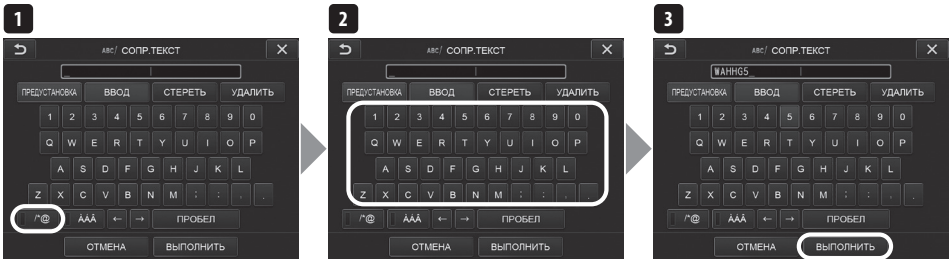 1
ABC/ СОПР.ТЕКСТ
_
ПРЕДУСТАНОВКА ВВОД СТЕРЕТЬ УДАЛИТЬ
1 2 3 4 5 6 7 8 9 0
Q W E R T Y U I O P
A S D F G H J K L
Z X C V B N M ; : , .
/*@ ÀÁÂ ← → ПРОБЕЛ
ОТМЕНА ВЫПОЛНИТЬ
2
ABC/ СОПР.ТЕКСТ
_
ПРЕДУСТАНОВКА ВВОД СТЕРЕТЬ УДАЛИТЬ
1 2 3 4 5 6 7 8 9 0
Q W E R T Y U I O P
A S D F G H J K L
Z X C V B N M ; : , .
/*@ ÀÁÂ ← → ПРОБЕЛ
ОТМЕНА ВЫПОЛНИТЬ
3
ABC/ СОПР.ТЕКСТ
WAHHG5_
ПРЕДУСТАНОВКА ВВОД СТЕРЕТЬ УДАЛИТЬ
1 2 3 4 5 6 7 8 9 0
Q W E R T Y U I O P
A S D F G H J K L
Z X C V B N M ; : , .
/*@ ÀÁÂ ← → ПРОБЕЛ
ОТМЕНА ВЫПОЛНИТЬ